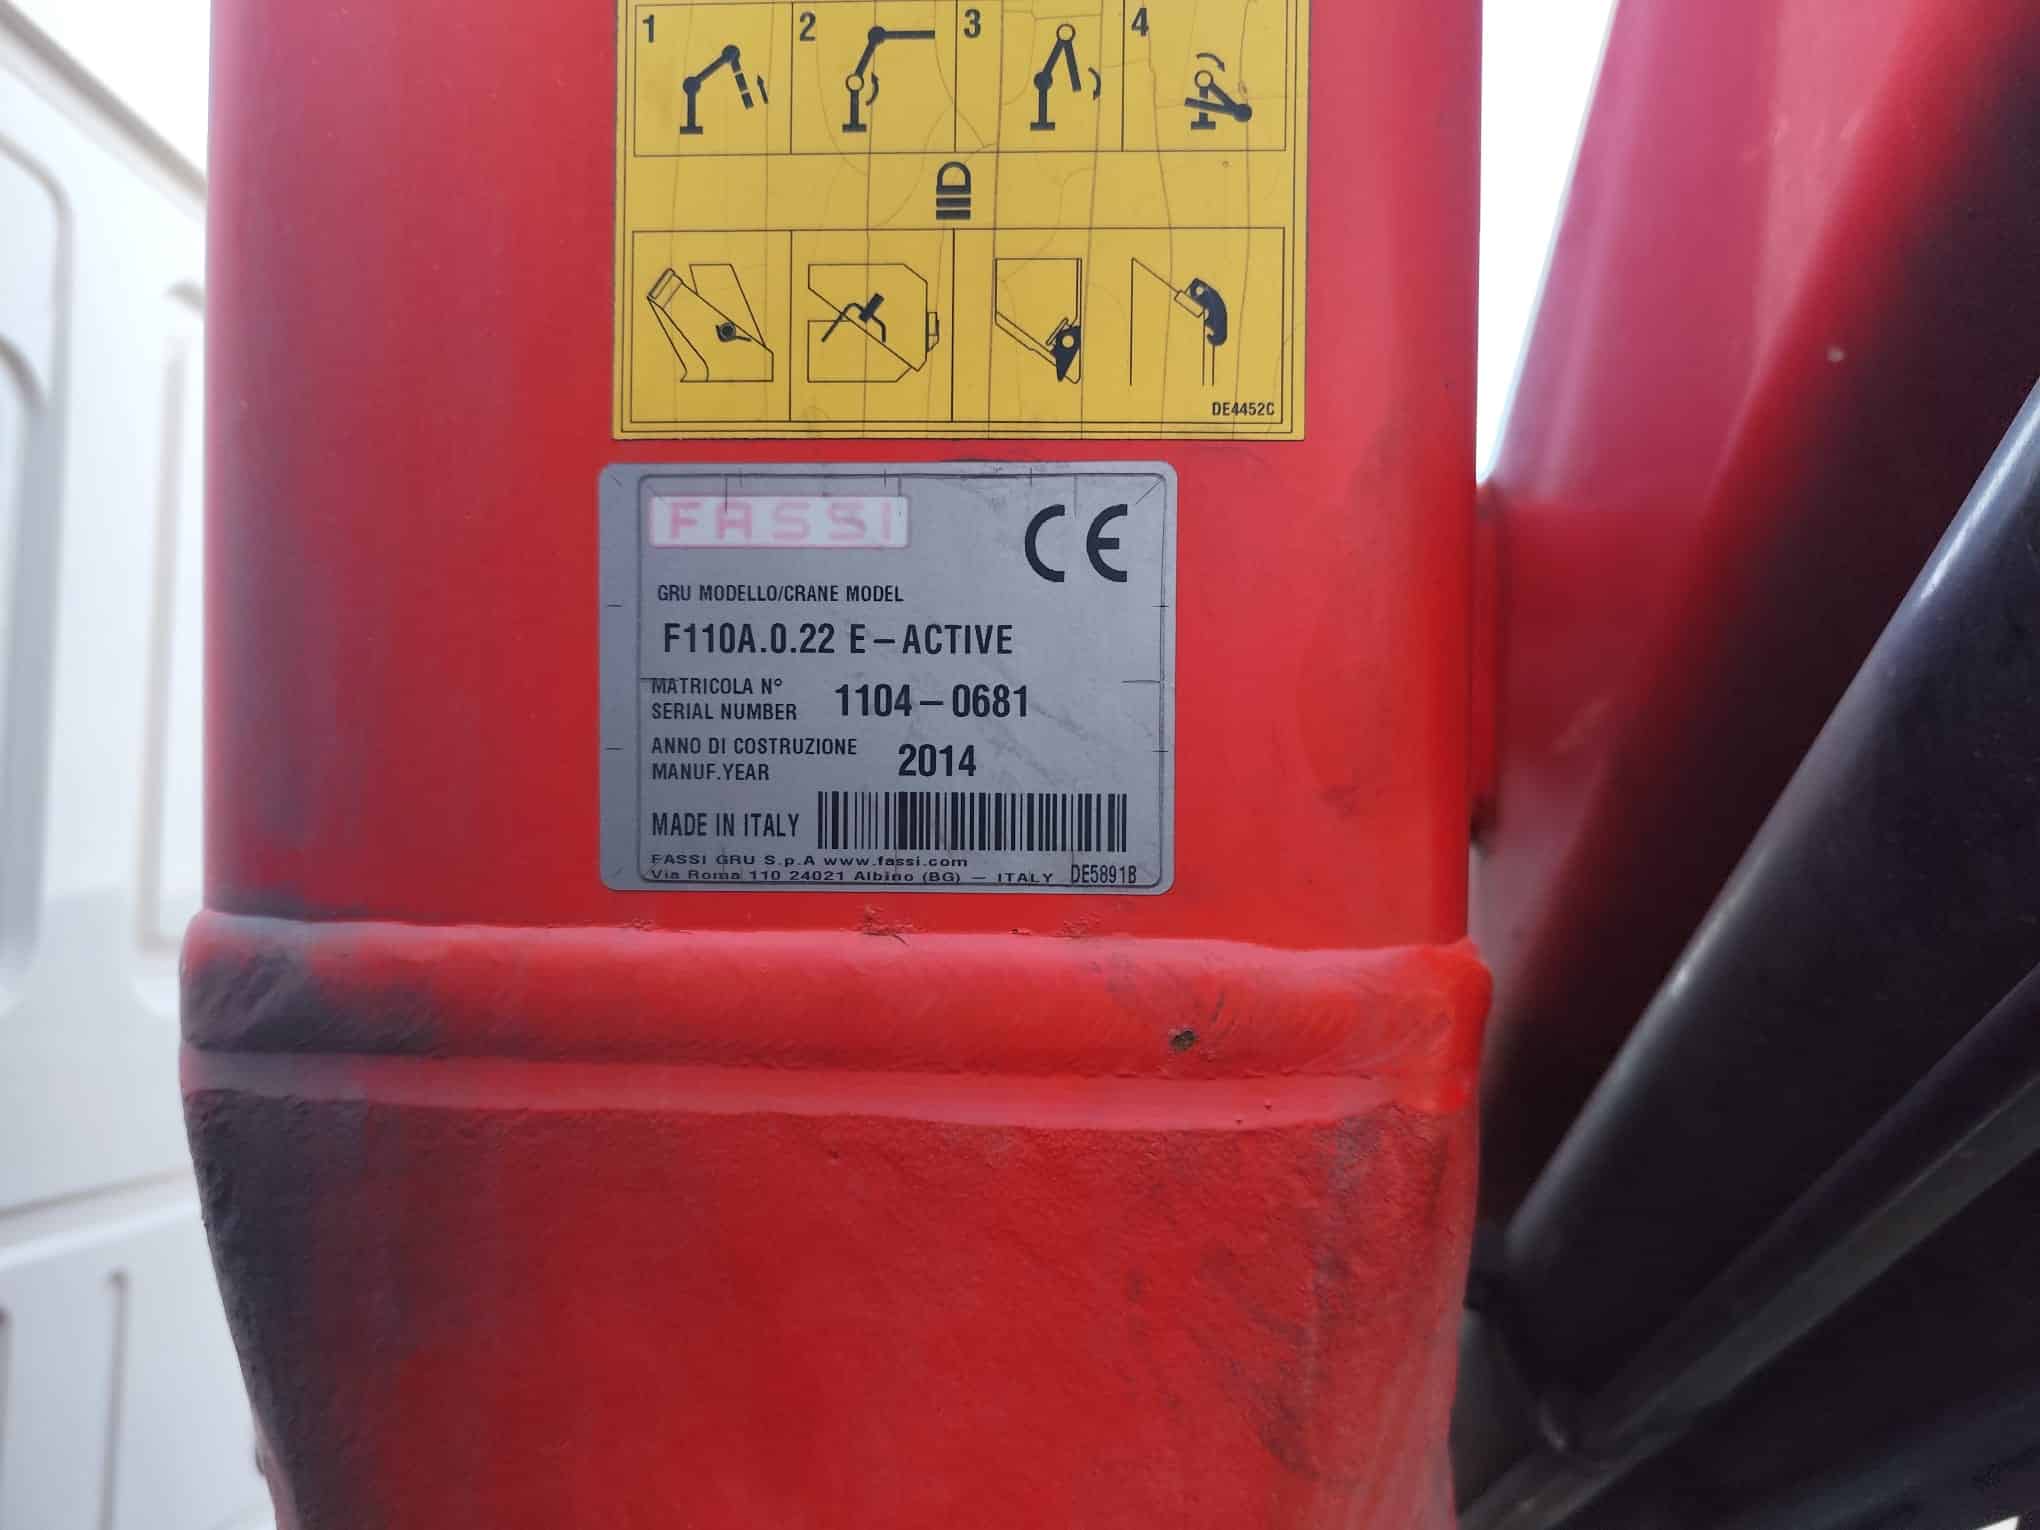 1 2 3 4
DE4452C
FASSI
CE
GRU MODELLO/CRANE MODEL
F110A.0.22 E–ACTIVE
MATRICOLA N°
SERIAL NUMBER 1104–0681
ANNO DI COSTRUZIONE
MANUF.YEAR 2014
MADE IN ITALY
FASSI GRU S.p.A www.fassi.com
Via Roma 110 24021 Albino (BG) – ITALY DE5891B